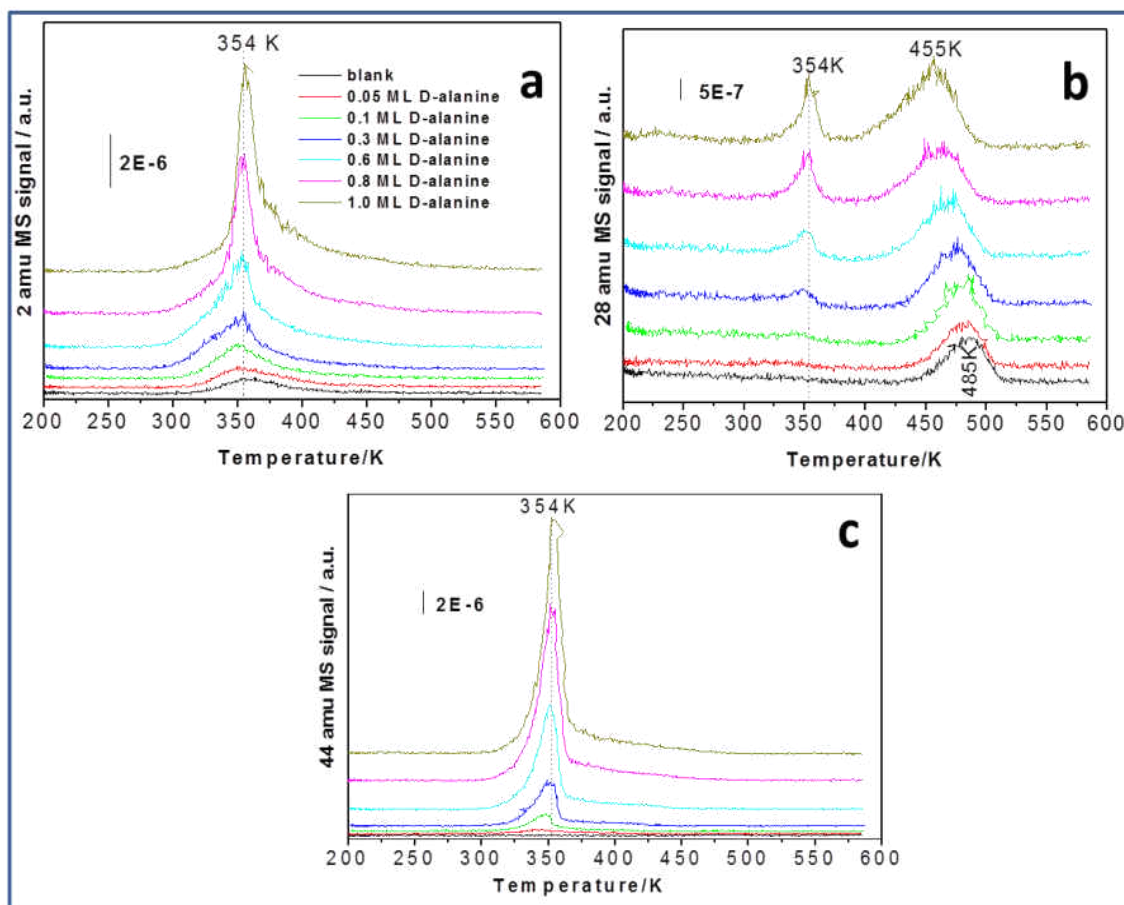 354 K
a
blank
0.05 ML D-alanine
0.1 ML D-alanine
0.3 ML D-alanine
0.6 ML D-alanine
0.8 ML D-alanine
1.0 ML D-alanine
2E-6
2 amu MS signal / a.u.
200 250 300 350 400 450 500 550 600
Temperature/K
455K
354K
b
5E-7
28 amu MS signal / a.u.
485K
200 250 300 350 400 450 500 550 600
Temperature/K
354K
c
2E-6
44 amu MS signal / a.u.
200 250 300 350 400 450 500 550 600
Temperature/K